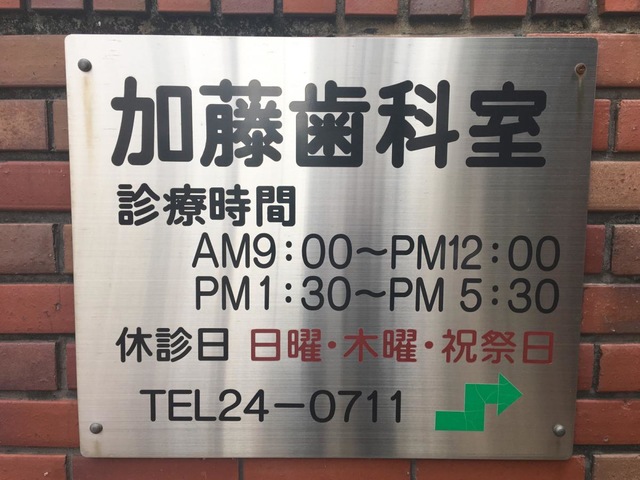 加藤歯科室
診療時間
AM9:00～PM12:00
PM1:30～PM 5:30
休診日 日曜・木曜・祝祭日
TEL24-0711